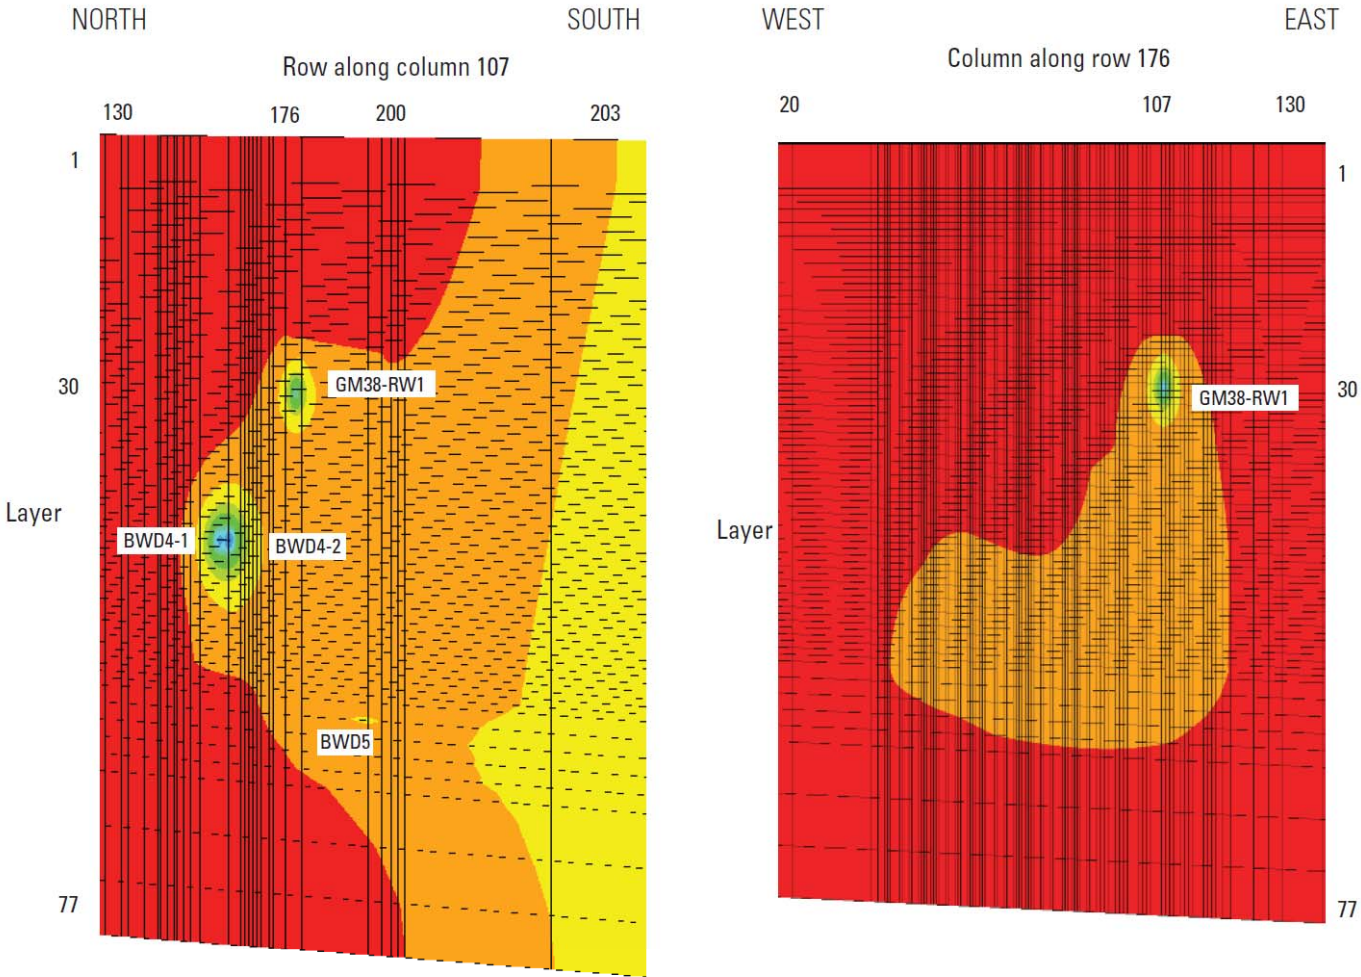 NORTH SOUTH
Row along column 107
130 176 200 203
1
30
Layer
77
GM38-RW1
BWD4-1
BWD4-2
BWD5
WEST EAST
Column along row 176
20 107 130
1
30
Layer
77
GM38-RW1